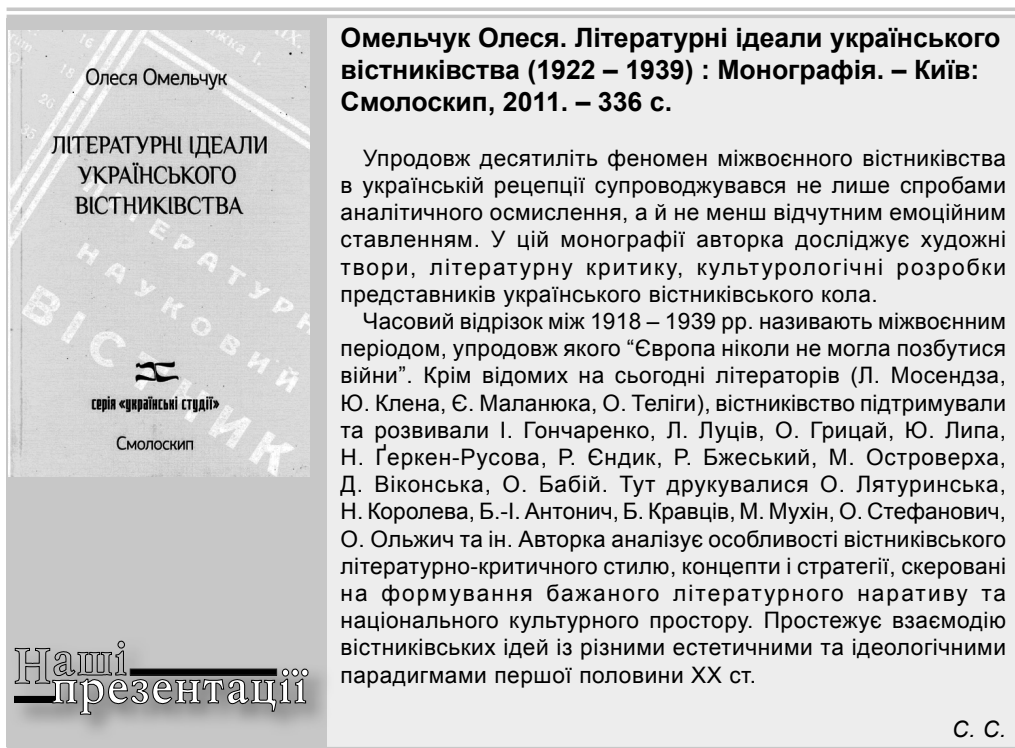 Олеся Омельчук
ЛІТЕРАТУРНІ ІДЕАЛИ
УКРАЇНСЬКОГО
ВІСТНИКІВСТВА
ЛІТЕРАТУРН
НАУКОВИЙ
ВІСТНИК
серія «українські студії»
Смолоскип
Наші
презентації
Омельчук Олеся. Літературні ідеали українського
вістниківства (1922 – 1939) : Монографія. – Київ:
Смолоскип, 2011. – 336 с.
Упродовж десятиліть феномен міжвоєнного вістниківства
в українській рецепції супроводжувався не лише спробами
аналітичного осмислення, а й не менш відчутним емоційним
ставленням. У цій монографії авторка досліджує художні
твори, літературну критику, культурологічні розробки
представників українського вістниківського кола.
Часовий відрізок між 1918 – 1939 рр. називають міжвоєнним
періодом, упродовж якого “Європа ніколи не могла позбутися
війни”. Крім відомих на сьогодні літераторів (Л. Мосендза,
Ю. Клена, Є. Маланюка, О. Теліги), вістниківство підтримували
та розвивали І. Гончаренко, Л. Луців, О. Грицай, Ю. Липа,
Н. Ґеркен-Русова, Р. Єндик, Р. Бжеський, М. Островерха,
Д. Віконська, О. Бабій. Тут друкувалися О. Лятуринська,
Н. Королева, Б.-І. Антонич, Б. Кравців, М. Мухін, О. Стефанович,
О. Ольжич та ін. Авторка аналізує особливості вістниківського
літературно-критичного стилю, концепти і стратегії, скеровані
на формування бажаного літературного наративу та
національного культурного простору. Простежує взаємодію
вістниківських ідей із різними естетичними та ідеологічними
парадигмами першої половини ХХ ст.
С. С.